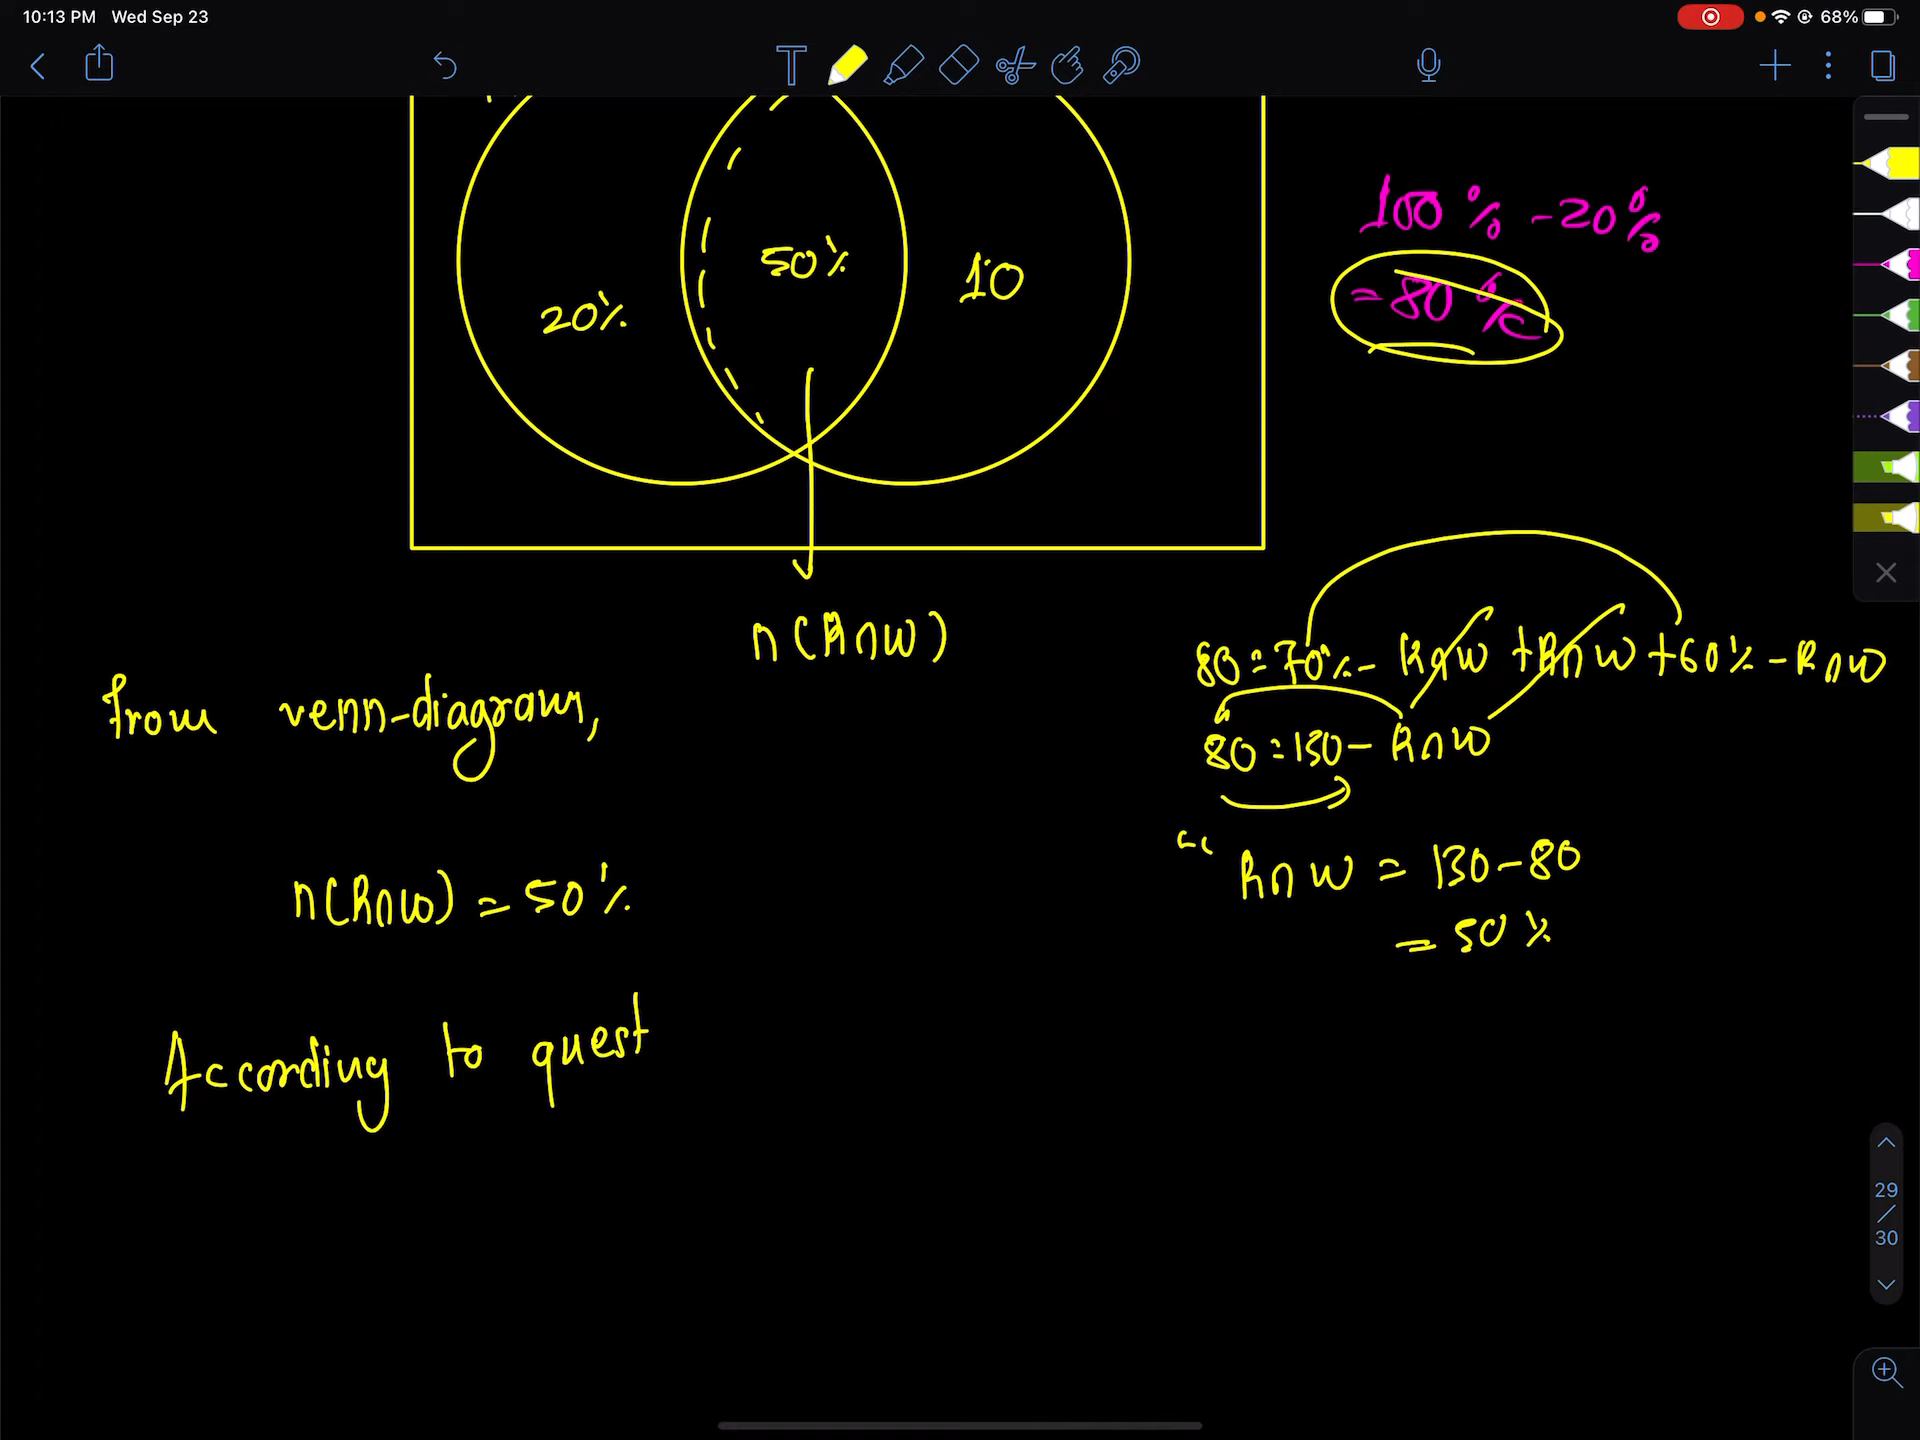 10:13 PM Wed Sep 23
68%
T
100% - 20%
= 80%
50%
10
20%
n(R∩W)
80 = 70% - R∩W + R∩W + 60% - R∩W
From venn-diagram,
80 = 130 - R∩W
R∩W = 130 - 80
n(R∩W) = 50%
= 50%
According to quest
29
/
30